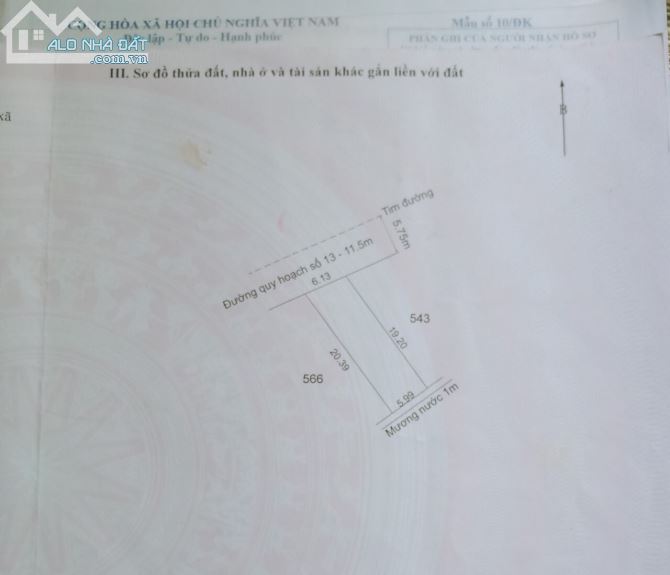 CỘNG HÒA XÃ HỘI CHỦ NGHĨA VIỆT NAM
Độc lập - Tự do - Hạnh phúc
ALO NHÀ ĐẤT
.com.vn
Mẫu số 10/ĐK
PHẦN GHI CỦA NGƯỜI NHẬN HỒ SƠ
III. Sơ đồ thửa đất, nhà ở và tài sản khác gắn liền với đất
xã
B
Tim đường
5.75m
Đường quy hoạch số 13 - 11.5m
6.13
543
19.20
20.39
566
5.99
Mương nước 1m